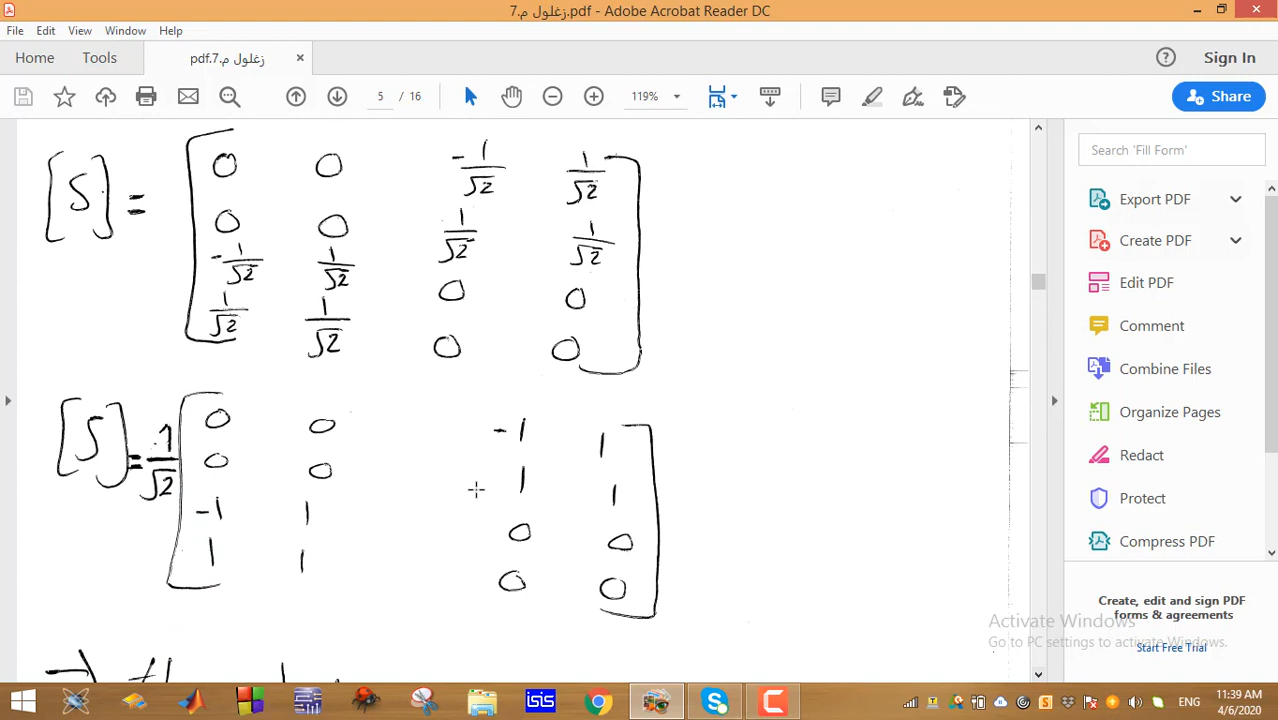 زغلول م.7.pdf - Adobe Acrobat Reader DC
File Edit View Window Help
Home Tools زغلول م.7.pdf × ? Sign In
5 / 16 119% Share
[S] = [ 0 0 -1/√2 1/√2
0 0 1/√2 1/√2
-1/√2 1/√2 0 0
1/√2 1/√2 0 0 ]
[S] = 1/√2 [ 0 0 -1 1
0 0 1 1
-1 1 0 0
1 1 0 0 ]
Search 'Fill Form'
Export PDF
Create PDF
Edit PDF
Comment
Combine Files
Organize Pages
Redact
Protect
Compress PDF
Create, edit and sign PDF
forms & agreements
Start Free Trial
Activate Windows
Go to PC settings to activate Windows.
isis
11:39 AM
4/6/2020